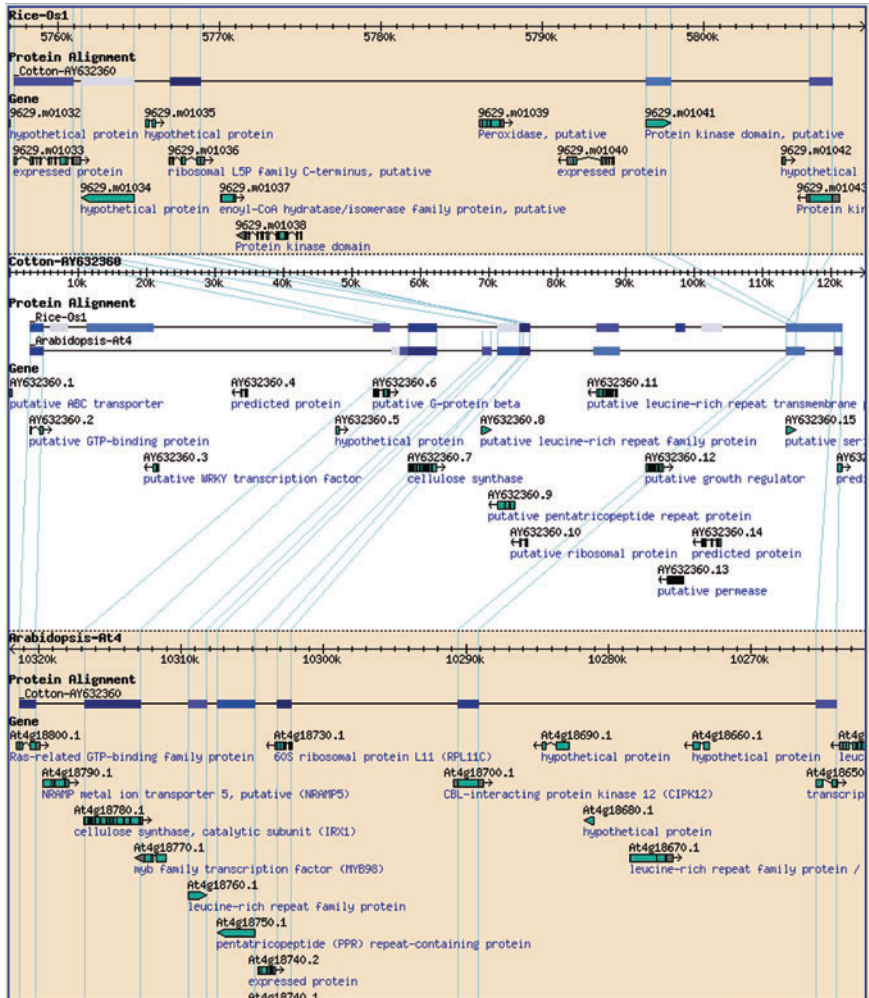 Rice-Os1
5760k 5770k 5780k 5790k 5800k
Protein Alignment
_Cotton-AY632360
Gene
9629.m01032 9629.m01035 9629.m01039 9629.m01041
hypothetical protein hypothetical protein Peroxidase, putative Protein kinase domain, putative
9629.m01033 9629.m01036 9629.m01040 9629.m01042
expressed protein ribosomal L5P family C-terminus, putative expressed protein hypothetical
9629.m01034 9629.m01037 9629.m01043
hypothetical protein enoyl-CoA hydratase/isomerase family protein, putative Protein kin
9629.m01038
Protein kinase domain
Cotton-AY632360
10k 20k 30k 40k 50k 60k 70k 80k 90k 100k 110k 120k
Protein Alignment
_Rice-Os1
_Arabidopsis-At4
Gene
AY632360.1 AY632360.4 AY632360.6 AY632360.11
putative ABC transporter predicted protein putative G-protein beta putative leucine-rich repeat transmembrane p
AY632360.2 AY632360.5 AY632360.8 AY632360.15
putative GTP-binding protein hypothetical protein putative leucine-rich repeat family protein putative ser
AY632360.3 AY632360.7 AY632360.12 AY6323
putative WRKY transcription factor cellulose synthase putative growth regulator predi
AY632360.9
putative pentatricopeptide repeat protein
AY632360.10 AY632360.14
putative ribosomal protein predicted protein
AY632360.13
putative permease
Arabidopsis-At4
10320k 10310k 10300k 10290k 10280k 10270k
Protein Alignment
_Cotton-AY632360
Gene
At4g18800.1 At4g18730.1 At4g18690.1 At4g18660.1 At4g
Ras-related GTP-binding family protein 60S ribosomal protein L11 (RPL11C) hypothetical protein hypothetical protein leuc
At4g18790.1 At4g18700.1 At4g18650
NRAMP metal ion transporter 5, putative (NRAMP5) CBL-interacting protein kinase 12 (CIPK12) transcrip
At4g18780.1 At4g18680.1
cellulose synthase, catalytic subunit (IRX1) hypothetical protein
At4g18770.1 At4g18670.1
myb family transcription factor (MYB98) leucine-rich repeat family protein /
At4g18760.1
leucine-rich repeat family protein
At4g18750.1
pentatricopeptide (PPR) repeat-containing protein
At4g18740.2
expressed protein
At4g18740.1